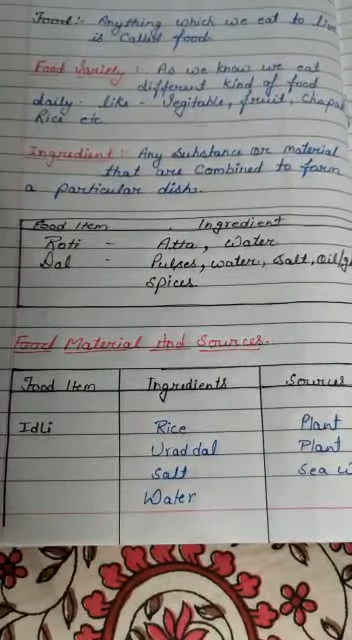 Food:- Anything which we eat to live
is Called food.
Food Variety: As we know we eat
different kind of food
daily like - Vegitable, fruit, Chapati
Rice etc
Ingredient: Any Substance or material
that are Combined to form
a particular dish.
Food Item Ingredient
Roti - Atta, water
Dal - Pulses, water, Salt, Oil/
Spices.
Food Material And Sources.
Food Item Ingredients Sources
Idli Rice Plant
Urad dal Plant
Salt Sea
Water